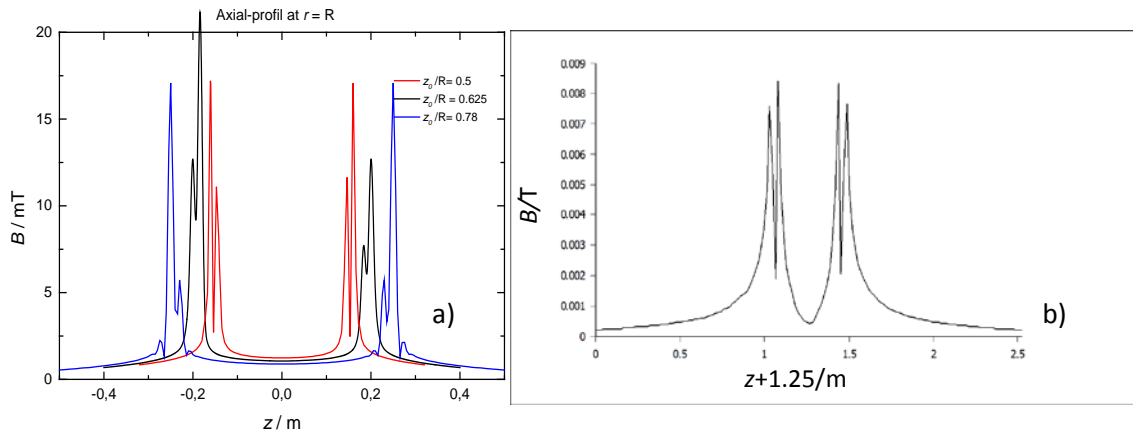 Axial-profil at r = R
20
15
10
5
0
B / mT
z₀/R = 0.5
z₀/R = 0.625
z₀/R = 0.78
a)
-0,4 -0,2 0,0 0,2 0,4
z / m
0.009
0.008
0.007
0.006
0.005
0.004
0.003
0.002
0.001
0
B/T
b)
0 0.5 1 1.5 2 2.5
z+1.25/m